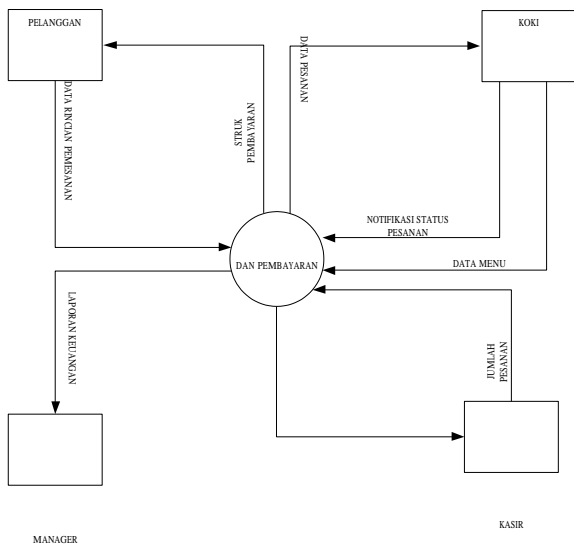 PELANGGAN
KOKI
DATA RINCIAN PEMESANAN
STRUK
PEMBAYARAN
DATA PESANAN
NOTIFIKASI STATUS
PESANAN
DAN PEMBAYARAN
DATA MENU
LAPORAN KEUANGAN
JUMLAH
PESANAN
MANAGER
KASIR